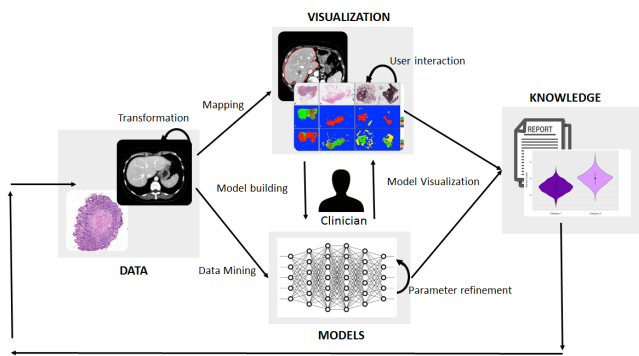 VISUALIZATION
User interaction
Mapping
KNOWLEDGE
Transformation
REPORT
Model building
Model Visualization
Clinician
DATA
Data Mining
Parameter refinement
MODELS